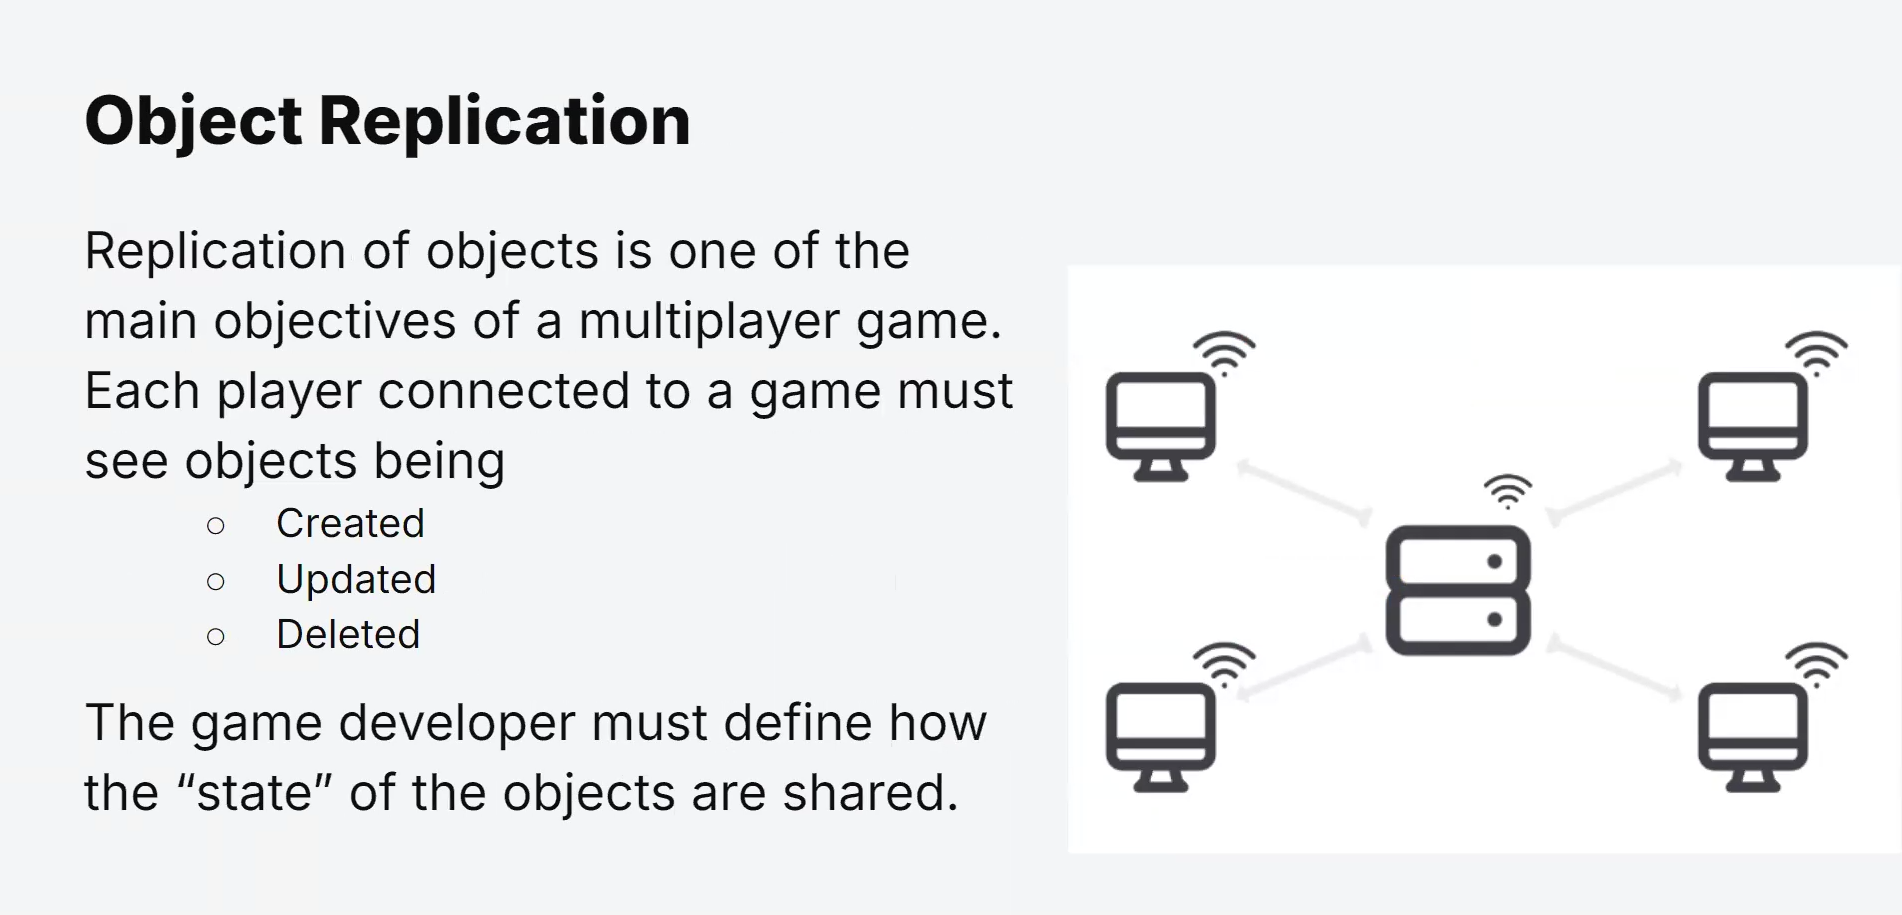 Object Replication
Replication of objects is one of the
main objectives of a multiplayer game.
Each player connected to a game must
see objects being
○ Created
○ Updated
○ Deleted
The game developer must define how
the “state” of the objects are shared.